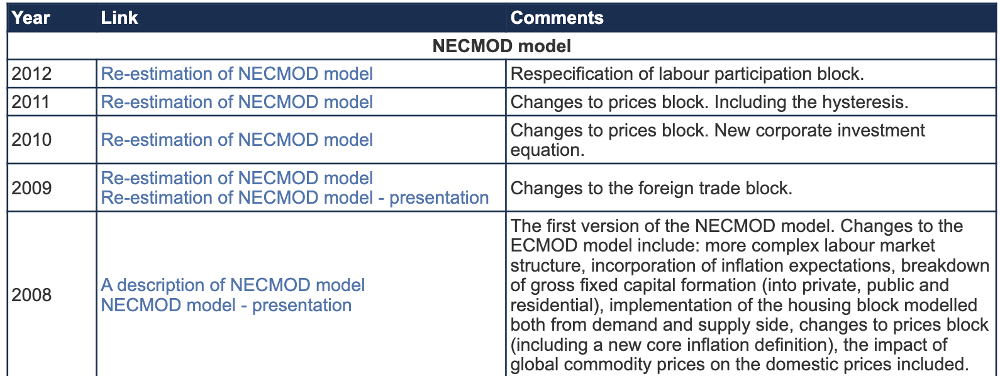 Year Link Comments
NECMOD model
2012 Re-estimation of NECMOD model Respecification of labour participation block.
2011 Re-estimation of NECMOD model Changes to prices block. Including the hysteresis.
2010 Re-estimation of NECMOD model Changes to prices block. New corporate investment
equation.
2009 Re-estimation of NECMOD model
Re-estimation of NECMOD model - presentation
Changes to the foreign trade block.
2008 A description of NECMOD model
NECMOD model - presentation
The first version of the NECMOD model. Changes to the
ECMOD model include: more complex labour market
structure, incorporation of inflation expectations, breakdown
of gross fixed capital formation (into private, public and
residential), implementation of the housing block modelled
both from demand and supply side, changes to prices block
(including a new core inflation definition), the impact of
global commodity prices on the domestic prices included.